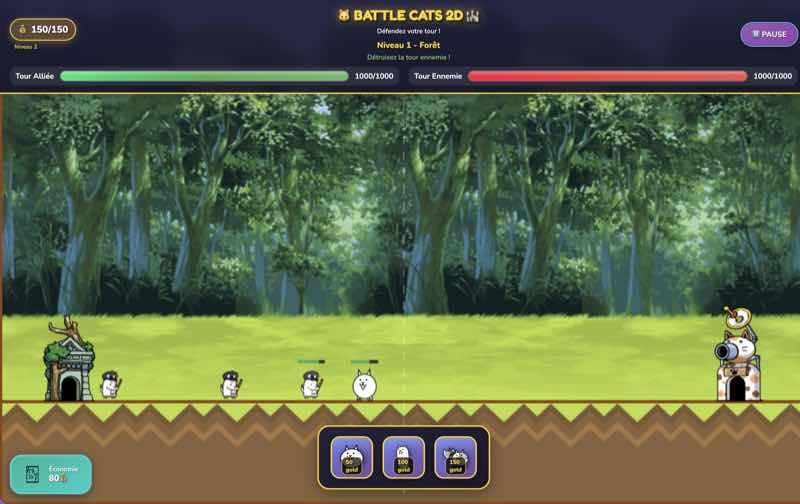 🐱 BATTLE CATS 2D 🏰
150/150
Défendez votre tour !
PAUSE
Niveau 3
Niveau 1 - Forêt
Détruisez la tour ennemie !
Tour Alliée 1000/1000
Tour Ennemie 1000/1000
50 gold
100 gold
150 gold
Économie
80